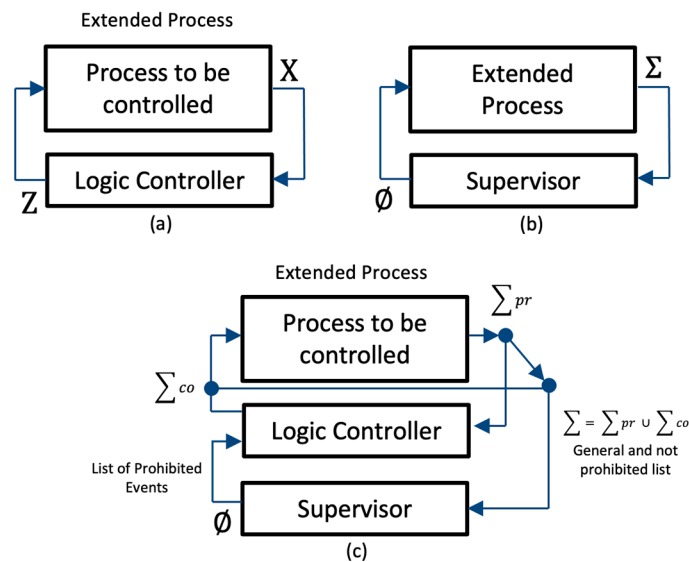 Extended Process
Process to be
controlled
X
Logic Controller
Z
(a)
Extended
Process
Σ
Supervisor
Ø
(b)
Extended Process
∑ pr
Process to be
controlled
∑ co
Logic Controller
∑ = ∑ pr ∪ ∑ co
General and not
prohibited list
List of Prohibited
Events
Supervisor
Ø
(c)